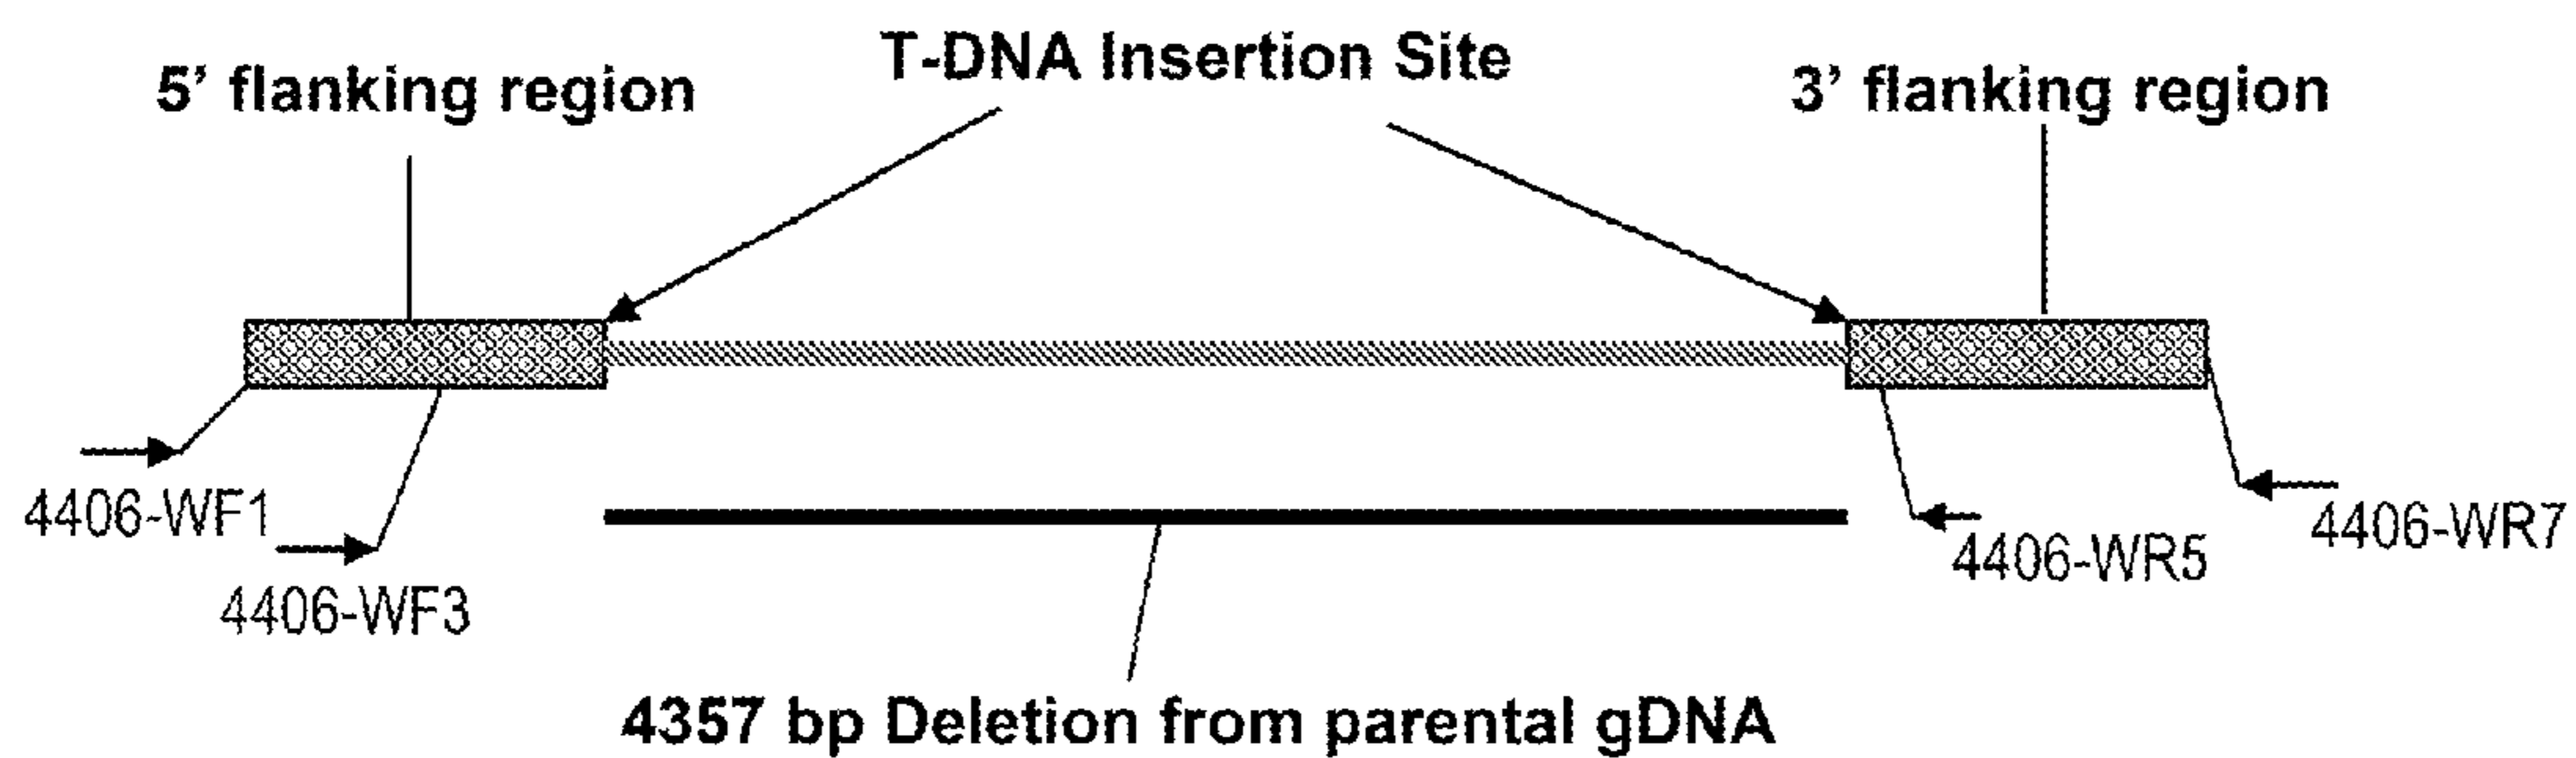 T-DNA Insertion Site
5’ flanking region
3’ flanking region
4406-WF1
4406-WF3
4406-WR5
4406-WR7
4357 bp Deletion from parental gDNA